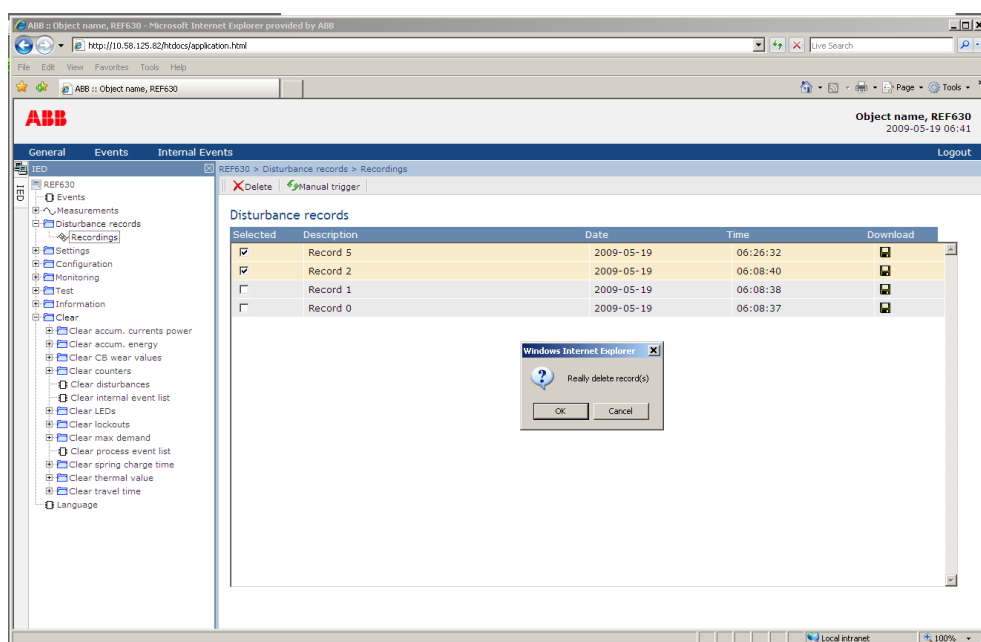 ABB :: Object name, REF630 - Microsoft Internet Explorer provided by ABB
http://10.58.125.82/htdocs/application.html
Live Search
File Edit View Favorites Tools Help
ABB :: Object name, REF630
Page Tools
ABB
Object name, REF630
2009-05-19 06:41
General Events Internal Events Logout
IED
IED
REF630 > Disturbance records > Recordings
Delete Manual trigger
REF630
Events
Measurements
Disturbance records
Recordings
Settings
Configuration
Monitoring
Test
Information
Clear
Clear accum. currents power
Clear accum. energy
Clear CB wear values
Clear counters
Clear disturbances
Clear internal event list
Clear LEDs
Clear lockouts
Clear max demand
Clear process event list
Clear spring charge time
Clear thermal value
Clear travel time
Language
Disturbance records
Selected Description Date Time Download
Record 5 2009-05-19 06:26:32
Record 2 2009-05-19 06:08:40
Record 1 2009-05-19 06:08:38
Record 0 2009-05-19 06:08:37
Windows Internet Explorer
Really delete record(s)
OK Cancel
Local intranet 100%